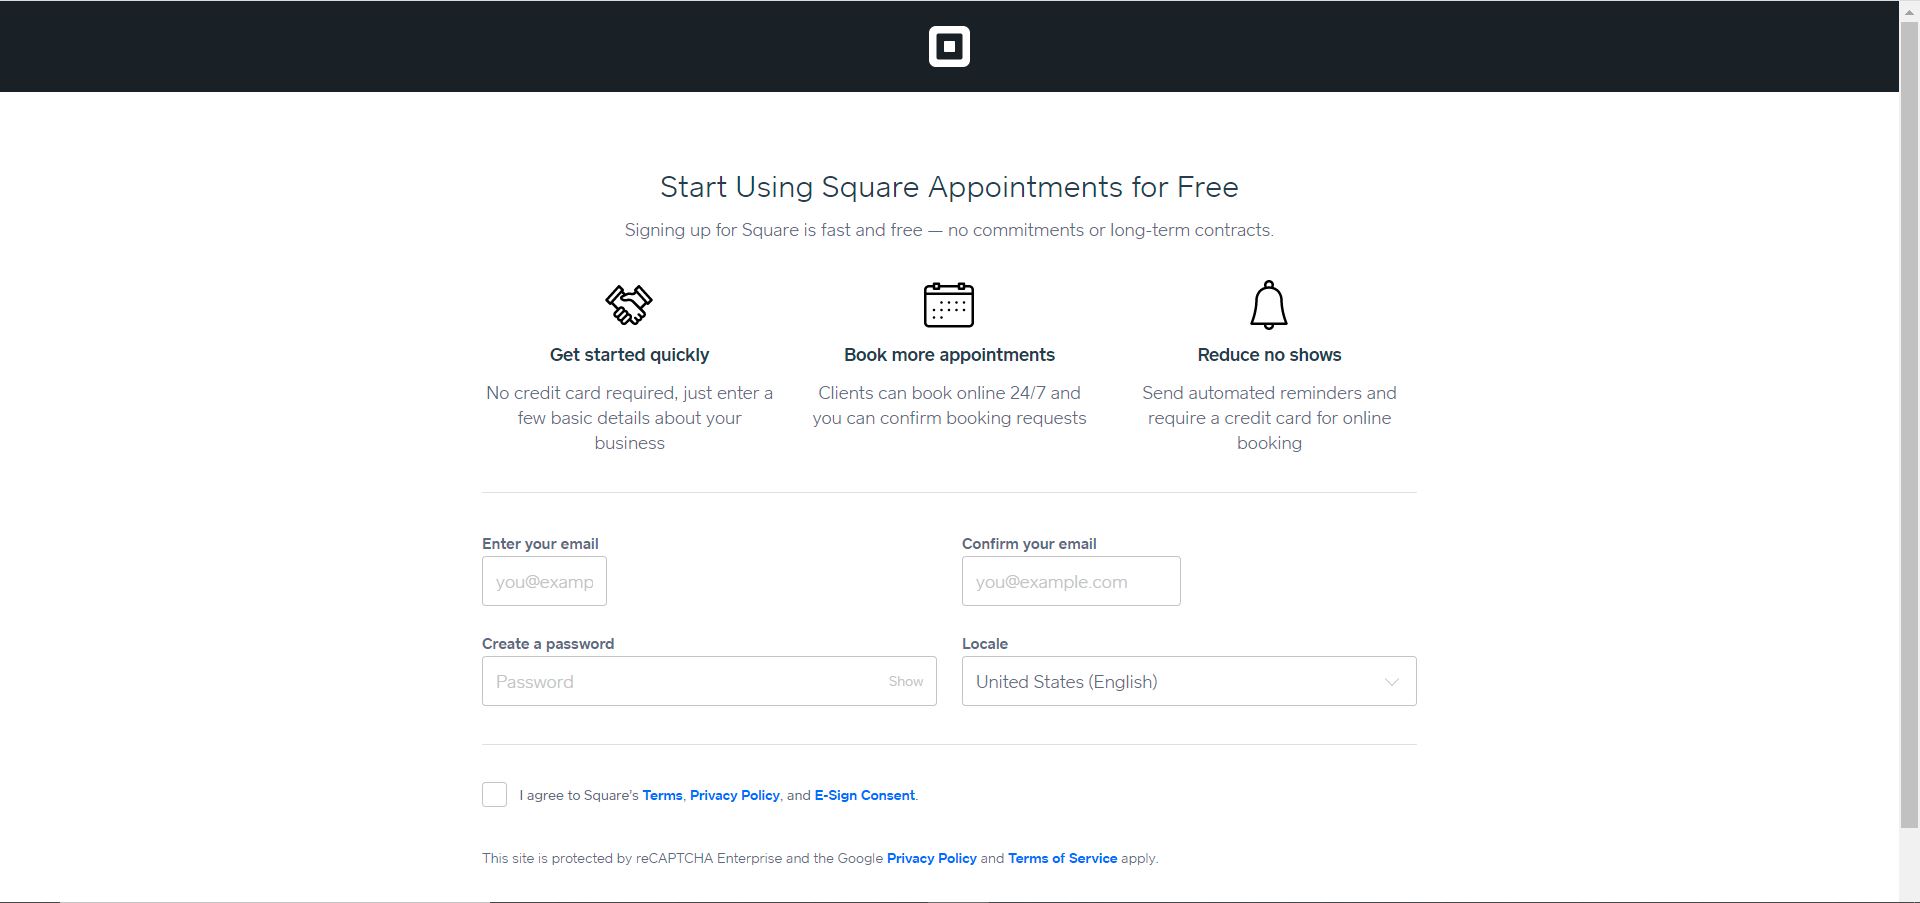 Start Using Square Appointments for Free
Signing up for Square is fast and free — no commitments or long-term contracts.
Get started quickly
No credit card required, just enter a
few basic details about your
business
Book more appointments
Clients can book online 24/7 and
you can confirm booking requests
Reduce no shows
Send automated reminders and
require a credit card for online
booking
Enter your email
you@examp
Confirm your email
you@example.com
Create a password
Password
Show
Locale
United States (English)
I agree to Square's Terms, Privacy Policy, and E-Sign Consent.
This site is protected by reCAPTCHA Enterprise and the Google Privacy Policy and Terms of Service apply.